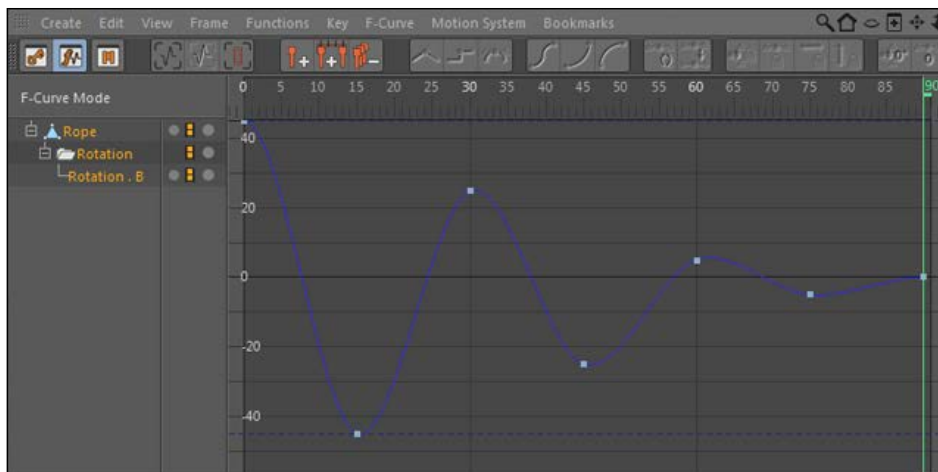 Create Edit View Frame Functions Key F-Curve Motion System Bookmarks
F-Curve Mode
0 5 10 15 20 25 30 35 40 45 50 55 60 65 70 75 80 85 90
Rope
Rotation
Rotation . B
40
20
0
-20
-40